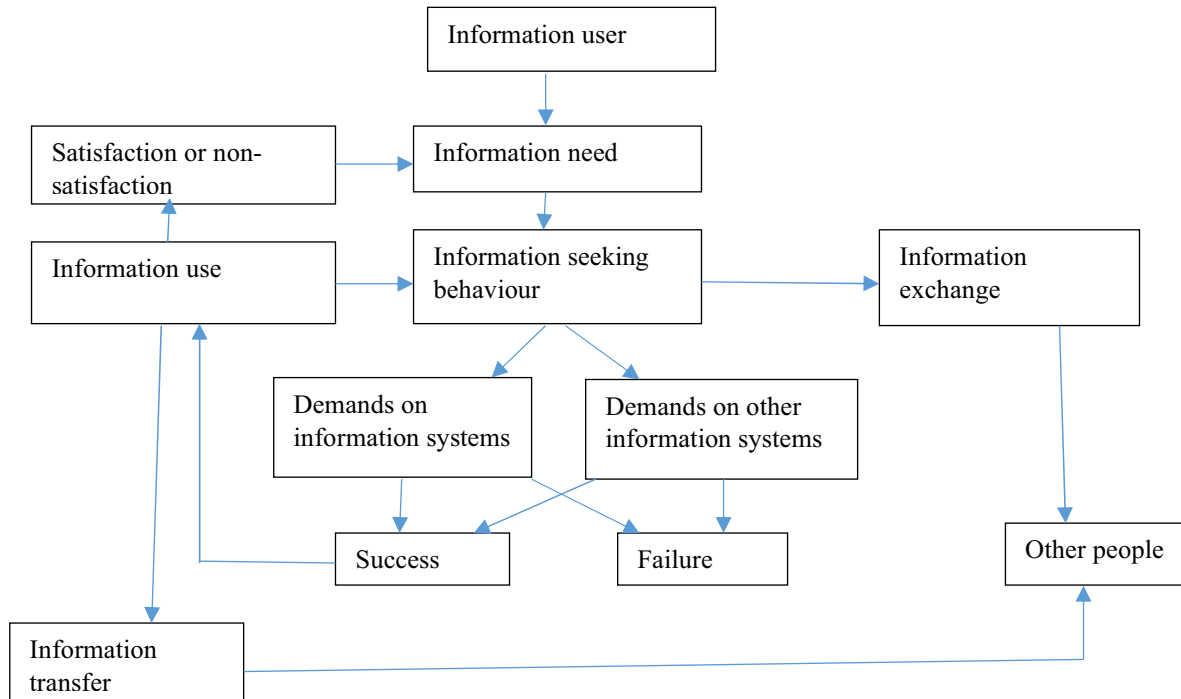 Information user
Satisfaction or non-
satisfaction
Information need
Information use
Information seeking
behaviour
Information
exchange
Demands on
information systems
Demands on other
information systems
Success
Failure
Other people
Information
transfer